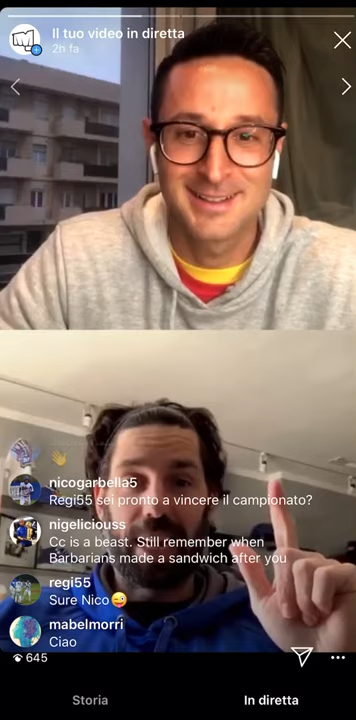 Il tuo video in diretta
2h fa
nicogarbella5
Regi55 sei pronto a vincere il campionato?
nigeliciouss
Cc is a beast. Still remember when
Barbarians made a sandwich after you
regi55
Sure Nico😜
mabelmorri
Ciao
645
Storia
In diretta